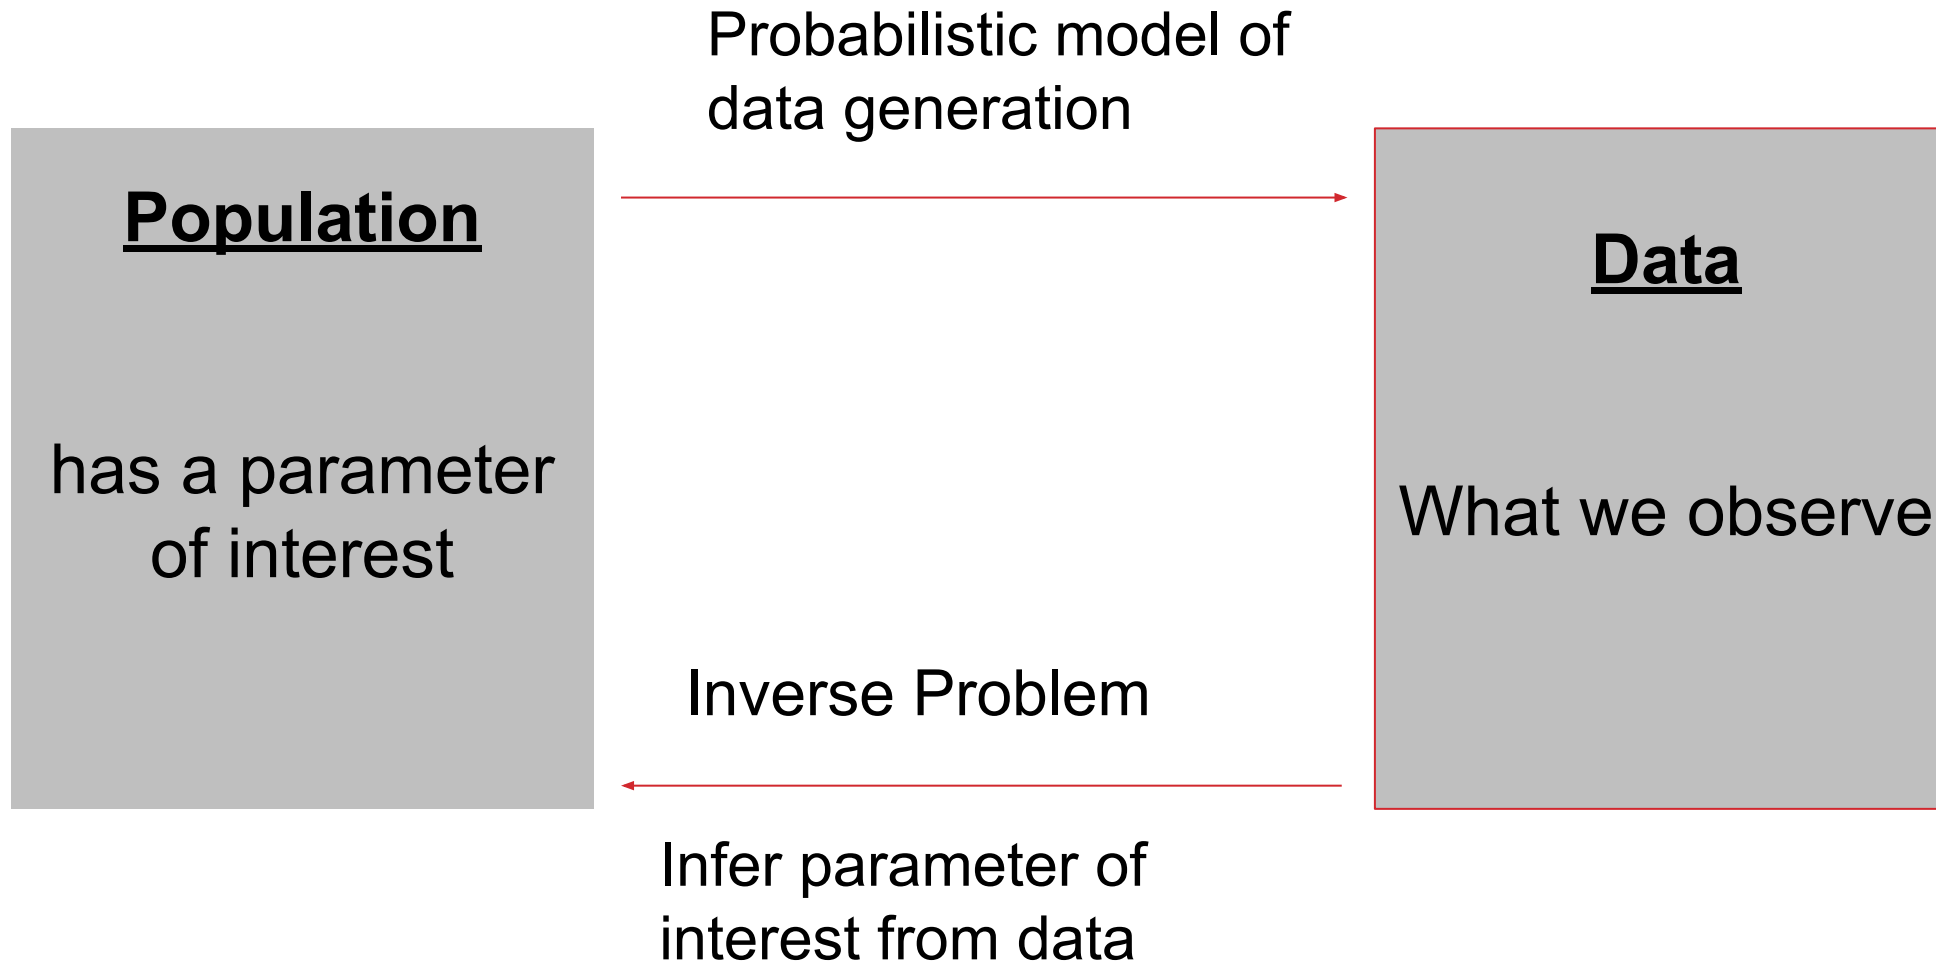 Probabilistic model of
data generation
Population
has a parameter
of interest
Data
What we observe
Inverse Problem
Infer parameter of
interest from data